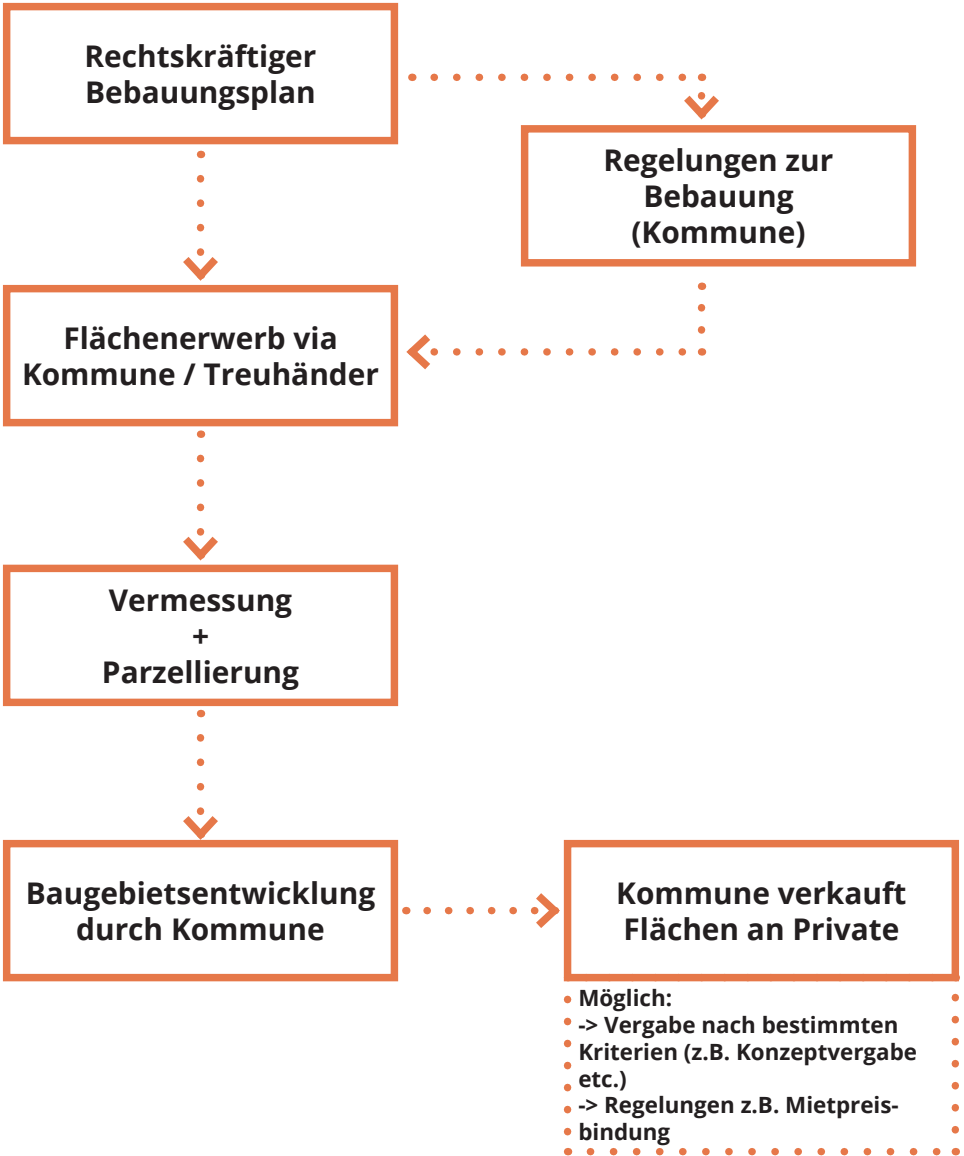 Rechtskräftiger
Bebauungsplan
Regelungen zur
Bebauung
(Kommune)
Flächenerwerb via
Kommune / Treuhänder
Vermessung
+
Parzellierung
Baugebietsentwicklung
durch Kommune
Kommune verkauft
Flächen an Private
Möglich:
-> Vergabe nach bestimmten
Kriterien (z.B. Konzeptvergabe
etc.)
-> Regelungen z.B. Mietpreis-
bindung